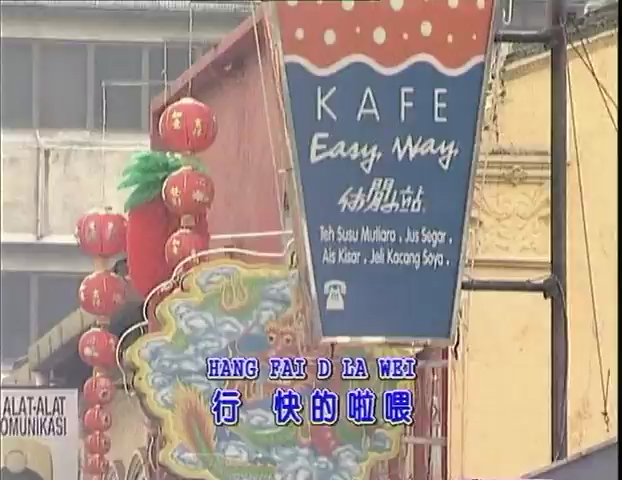 KAFE
Easy Way
休閒小站
Teh Susu Mutiara , Jus Segar ,
Ais Kisar , Jeli Kacang Soya ,
HANG FAI D LA WEI
行 快的啦喂
ALAT-ALAT
OMUNIKASI